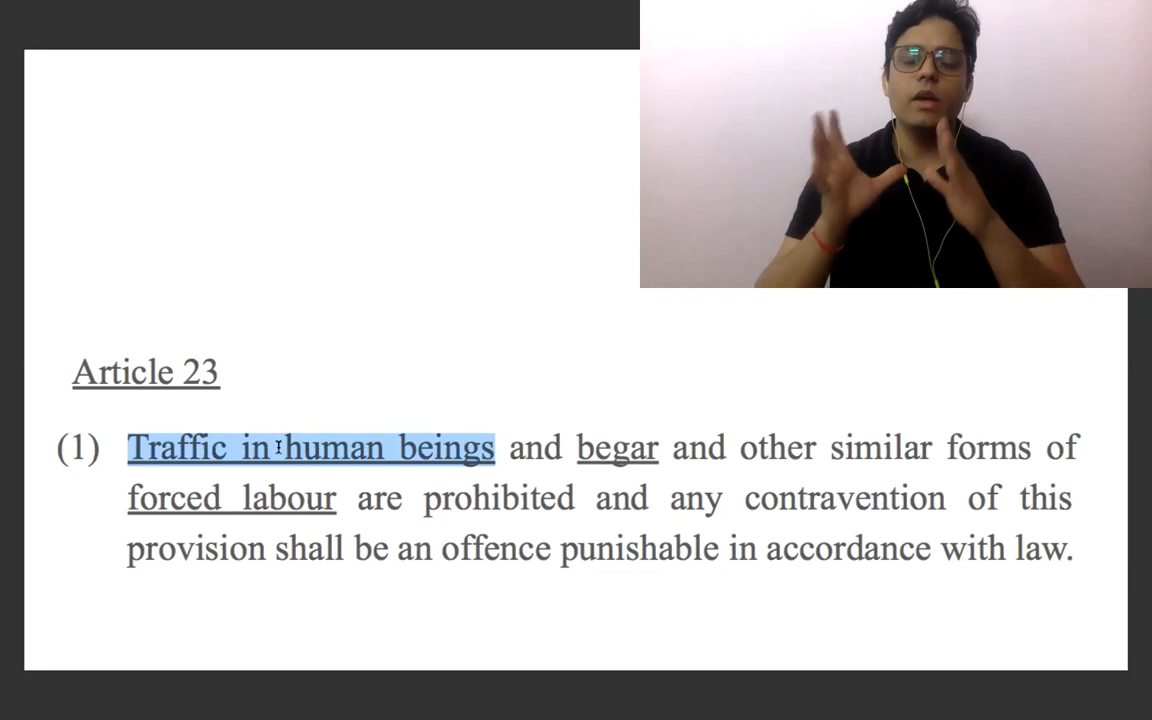 Article 23
(1) Traffic in human beings and begar and other similar forms of
forced labour are prohibited and any contravention of this
provision shall be an offence punishable in accordance with law.